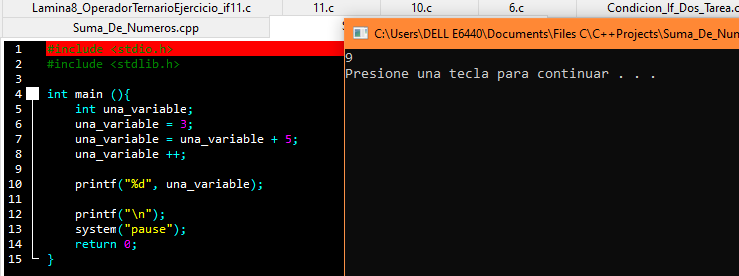 Lamina8_OperadorTernarioEjercicio_if11.c 11.c 10.c 6.c Condicion_If_Dos_Tarea.c
Suma_De_Numeros.cpp
C:\Users\DELL E6440\Documents\Files C\C++Projects\Suma_De_Num
9
Presione una tecla para continuar . . .
1 #include <stdio.h>
2 #include <stdlib.h>
3
4 int main (){
5 int una_variable;
6 una_variable = 3;
7 una_variable = una_variable + 5;
8 una_variable ++;
9
10 printf("%d", una_variable);
11
12 printf("\n");
13 system("pause");
14 return 0;
15 }